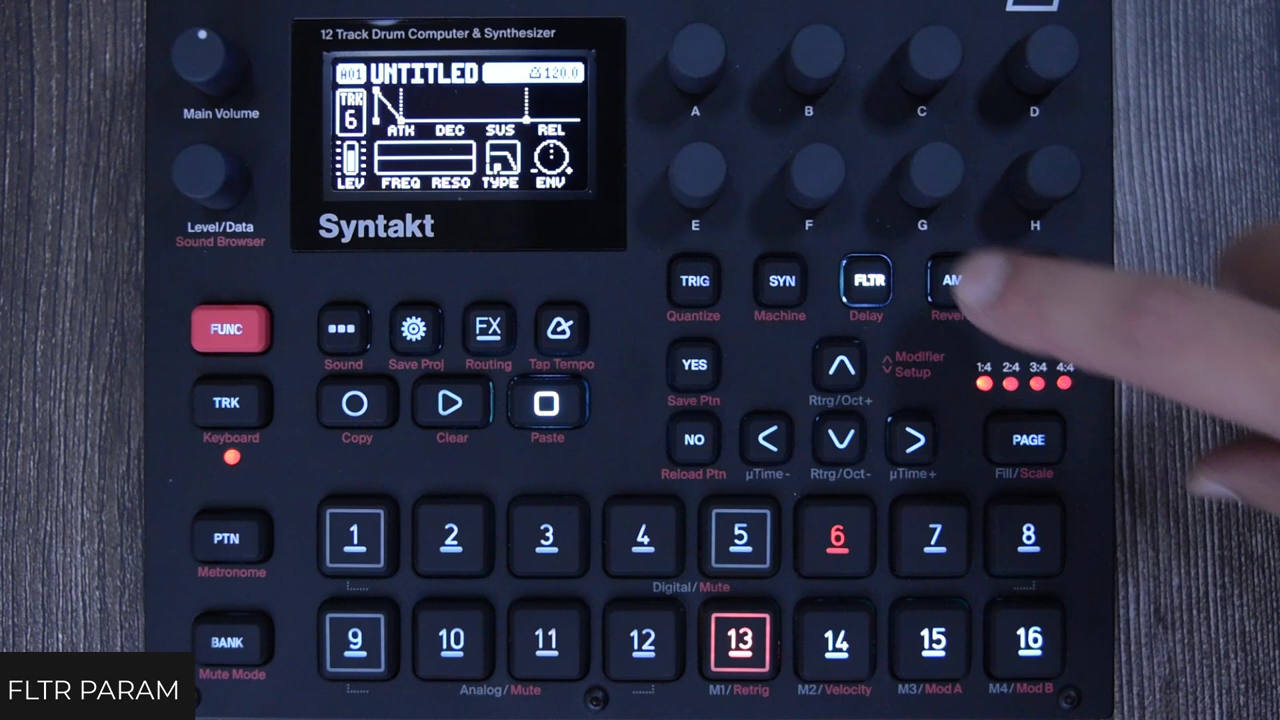 12 Track Drum Computer & Synthesizer
A01 UNTITLED 120.0
TRK
6
ATK DEC SUS REL
LEV FREQ RESO TYPE ENV
Syntakt
Main Volume
Level/Data
Sound Browser
A B C D
E F G H
TRIG SYN FLTR
Quantize Machine Delay
FUNC
FX
Sound Save Proj Routing Tap Tempo
YES
Save Ptn
Rtrg/Oct+
Modifier
Setup
1:4 2:4 3:4 4:4
TRK
Keyboard
Copy Clear Paste
NO
PAGE
Reload Ptn µTime- Rtrg/Oct- µTime+ Fill/Scale
PTN
Metronome
1 2 3 4 5 6 7 8
Digital/Mute
BANK
Mute Mode
9 10 11 12 13 14 15 16
Analog/Mute M1/Retrig M2/Velocity M3/Mod A M4/Mod B
FLTR PARAM